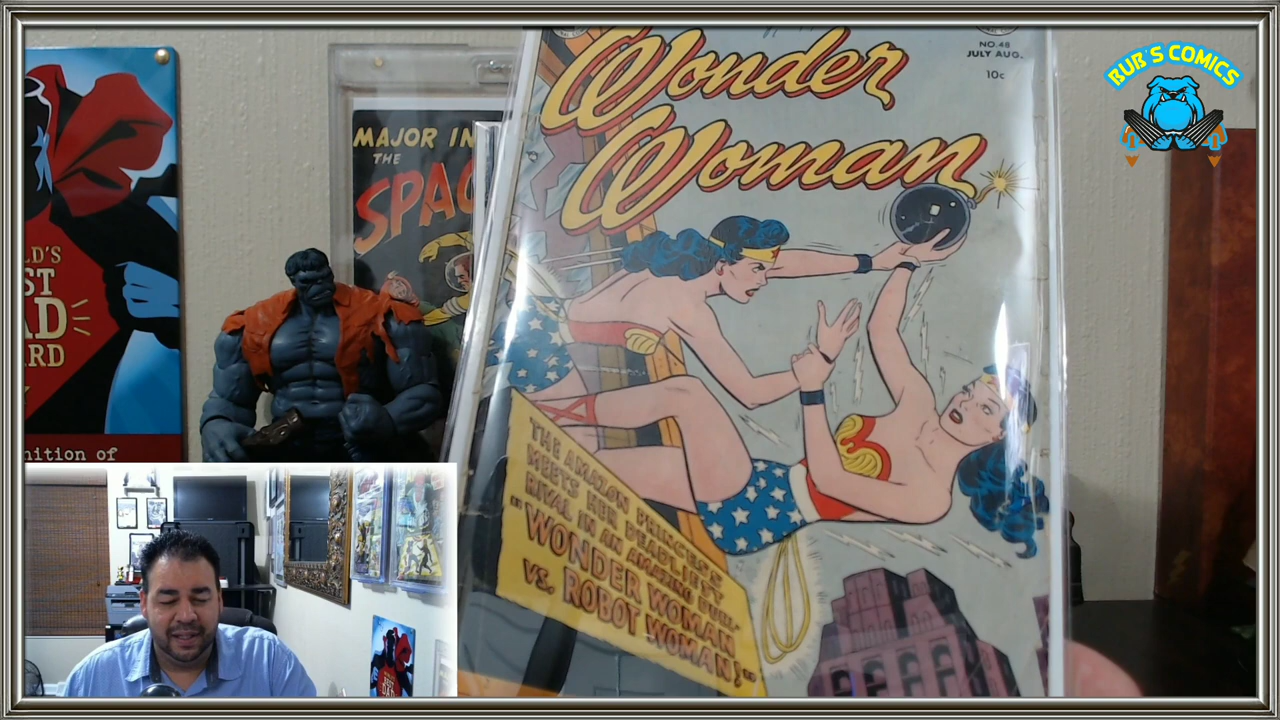 BUB'S COMICS
Wonder
Woman
NO.48
JULY AUG.
10c
MAJOR IN
THE
SPAC
LD'S
ST
AD
ARD
nition of
THE AMAZON PRINCESS
MEETS HER DEADLIEST
RIVAL IN AN AMAZING DUEL-
"WONDER WOMAN
VS. ROBOT WOMAN!"